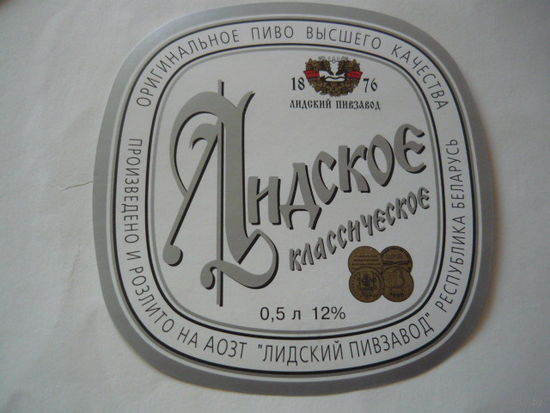 ОРИГИНАЛЬНОЕ ПИВО ВЫСШЕГО КАЧЕСТВА
18 76
ЛИДСКИЙ ПИВЗАВОД
Лидское
классическое
0,5 л 12%
ПРОИЗВЕДЕНО И РОЗЛИТО НА АОЗТ "ЛИДСКИЙ ПИВЗАВОД" РЕСПУБЛИКА БЕЛАРУСЬ